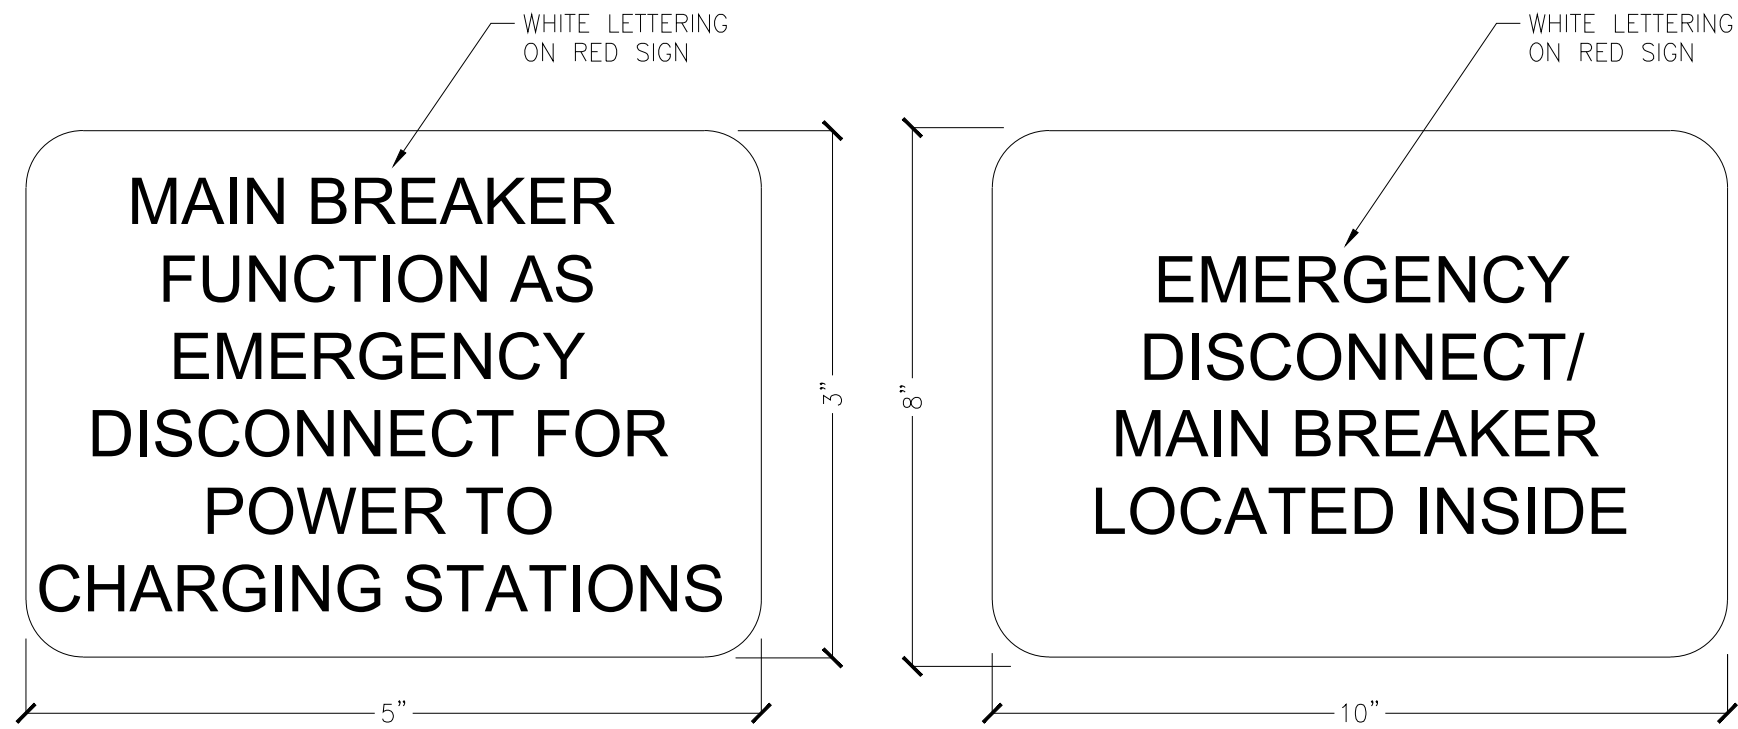 WHITE LETTERING
ON RED SIGN
MAIN BREAKER
FUNCTION AS
EMERGENCY
DISCONNECT FOR
POWER TO
CHARGING STATIONS
3"
5"
WHITE LETTERING
ON RED SIGN
8"
EMERGENCY
DISCONNECT/
MAIN BREAKER
LOCATED INSIDE
10"